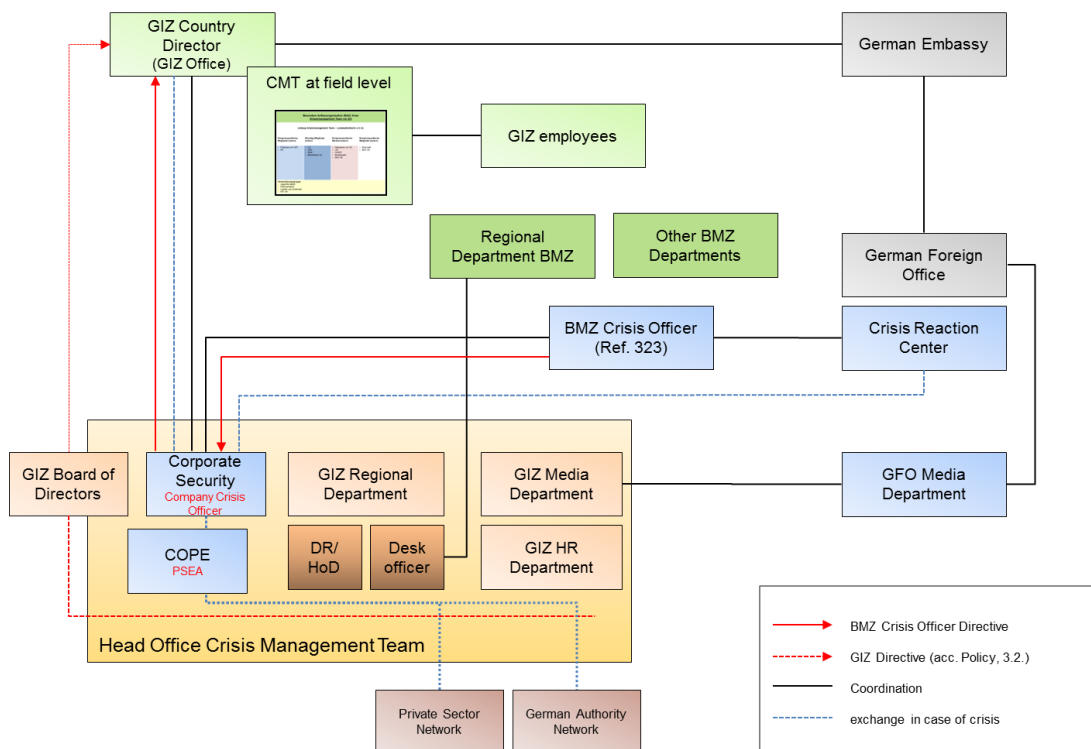 GIZ Country
Director
(GIZ Office)
German Embassy
CMT at field level
GIZ employees
Regional
Department BMZ
Other BMZ
Departments
German Foreign
Office
BMZ Crisis Officer
(Ref. 323)
Crisis Reaction
Center
GIZ Board of
Directors
Corporate
Security
Company Crisis
Officer
GIZ Regional
Department
GIZ Media
Department
GFO Media
Department
COPE
PSEA
DR/
HoD
Desk
officer
GIZ HR
Department
Head Office Crisis Management Team
Private Sector
Network
German Authority
Network
BMZ Crisis Officer Directive
GIZ Directive (acc. Policy, 3.2.)
Coordination
exchange in case of crisis